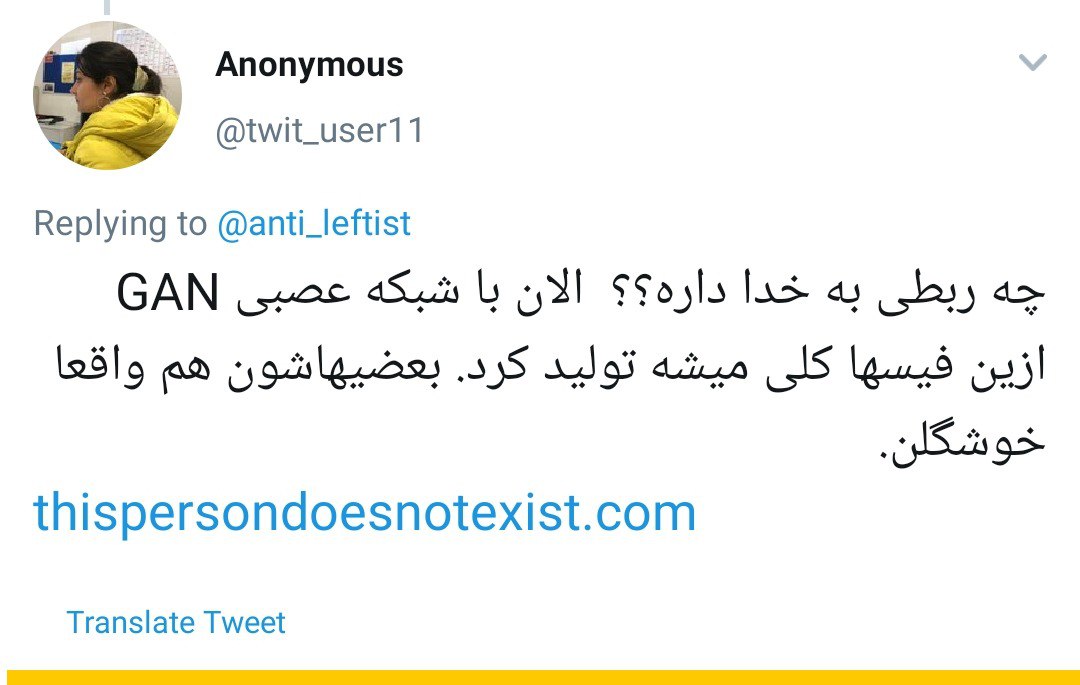 Anonymous
@twit_user11
Replying to @anti_leftist
چه ربطی به خدا داره؟؟ الان با شبکه عصبی GAN
ازین فیسها کلی میشه تولید کرد. بعضیهاشون هم واقعا
خوشگلن.
thispersondoesnotexist.com
Translate Tweet